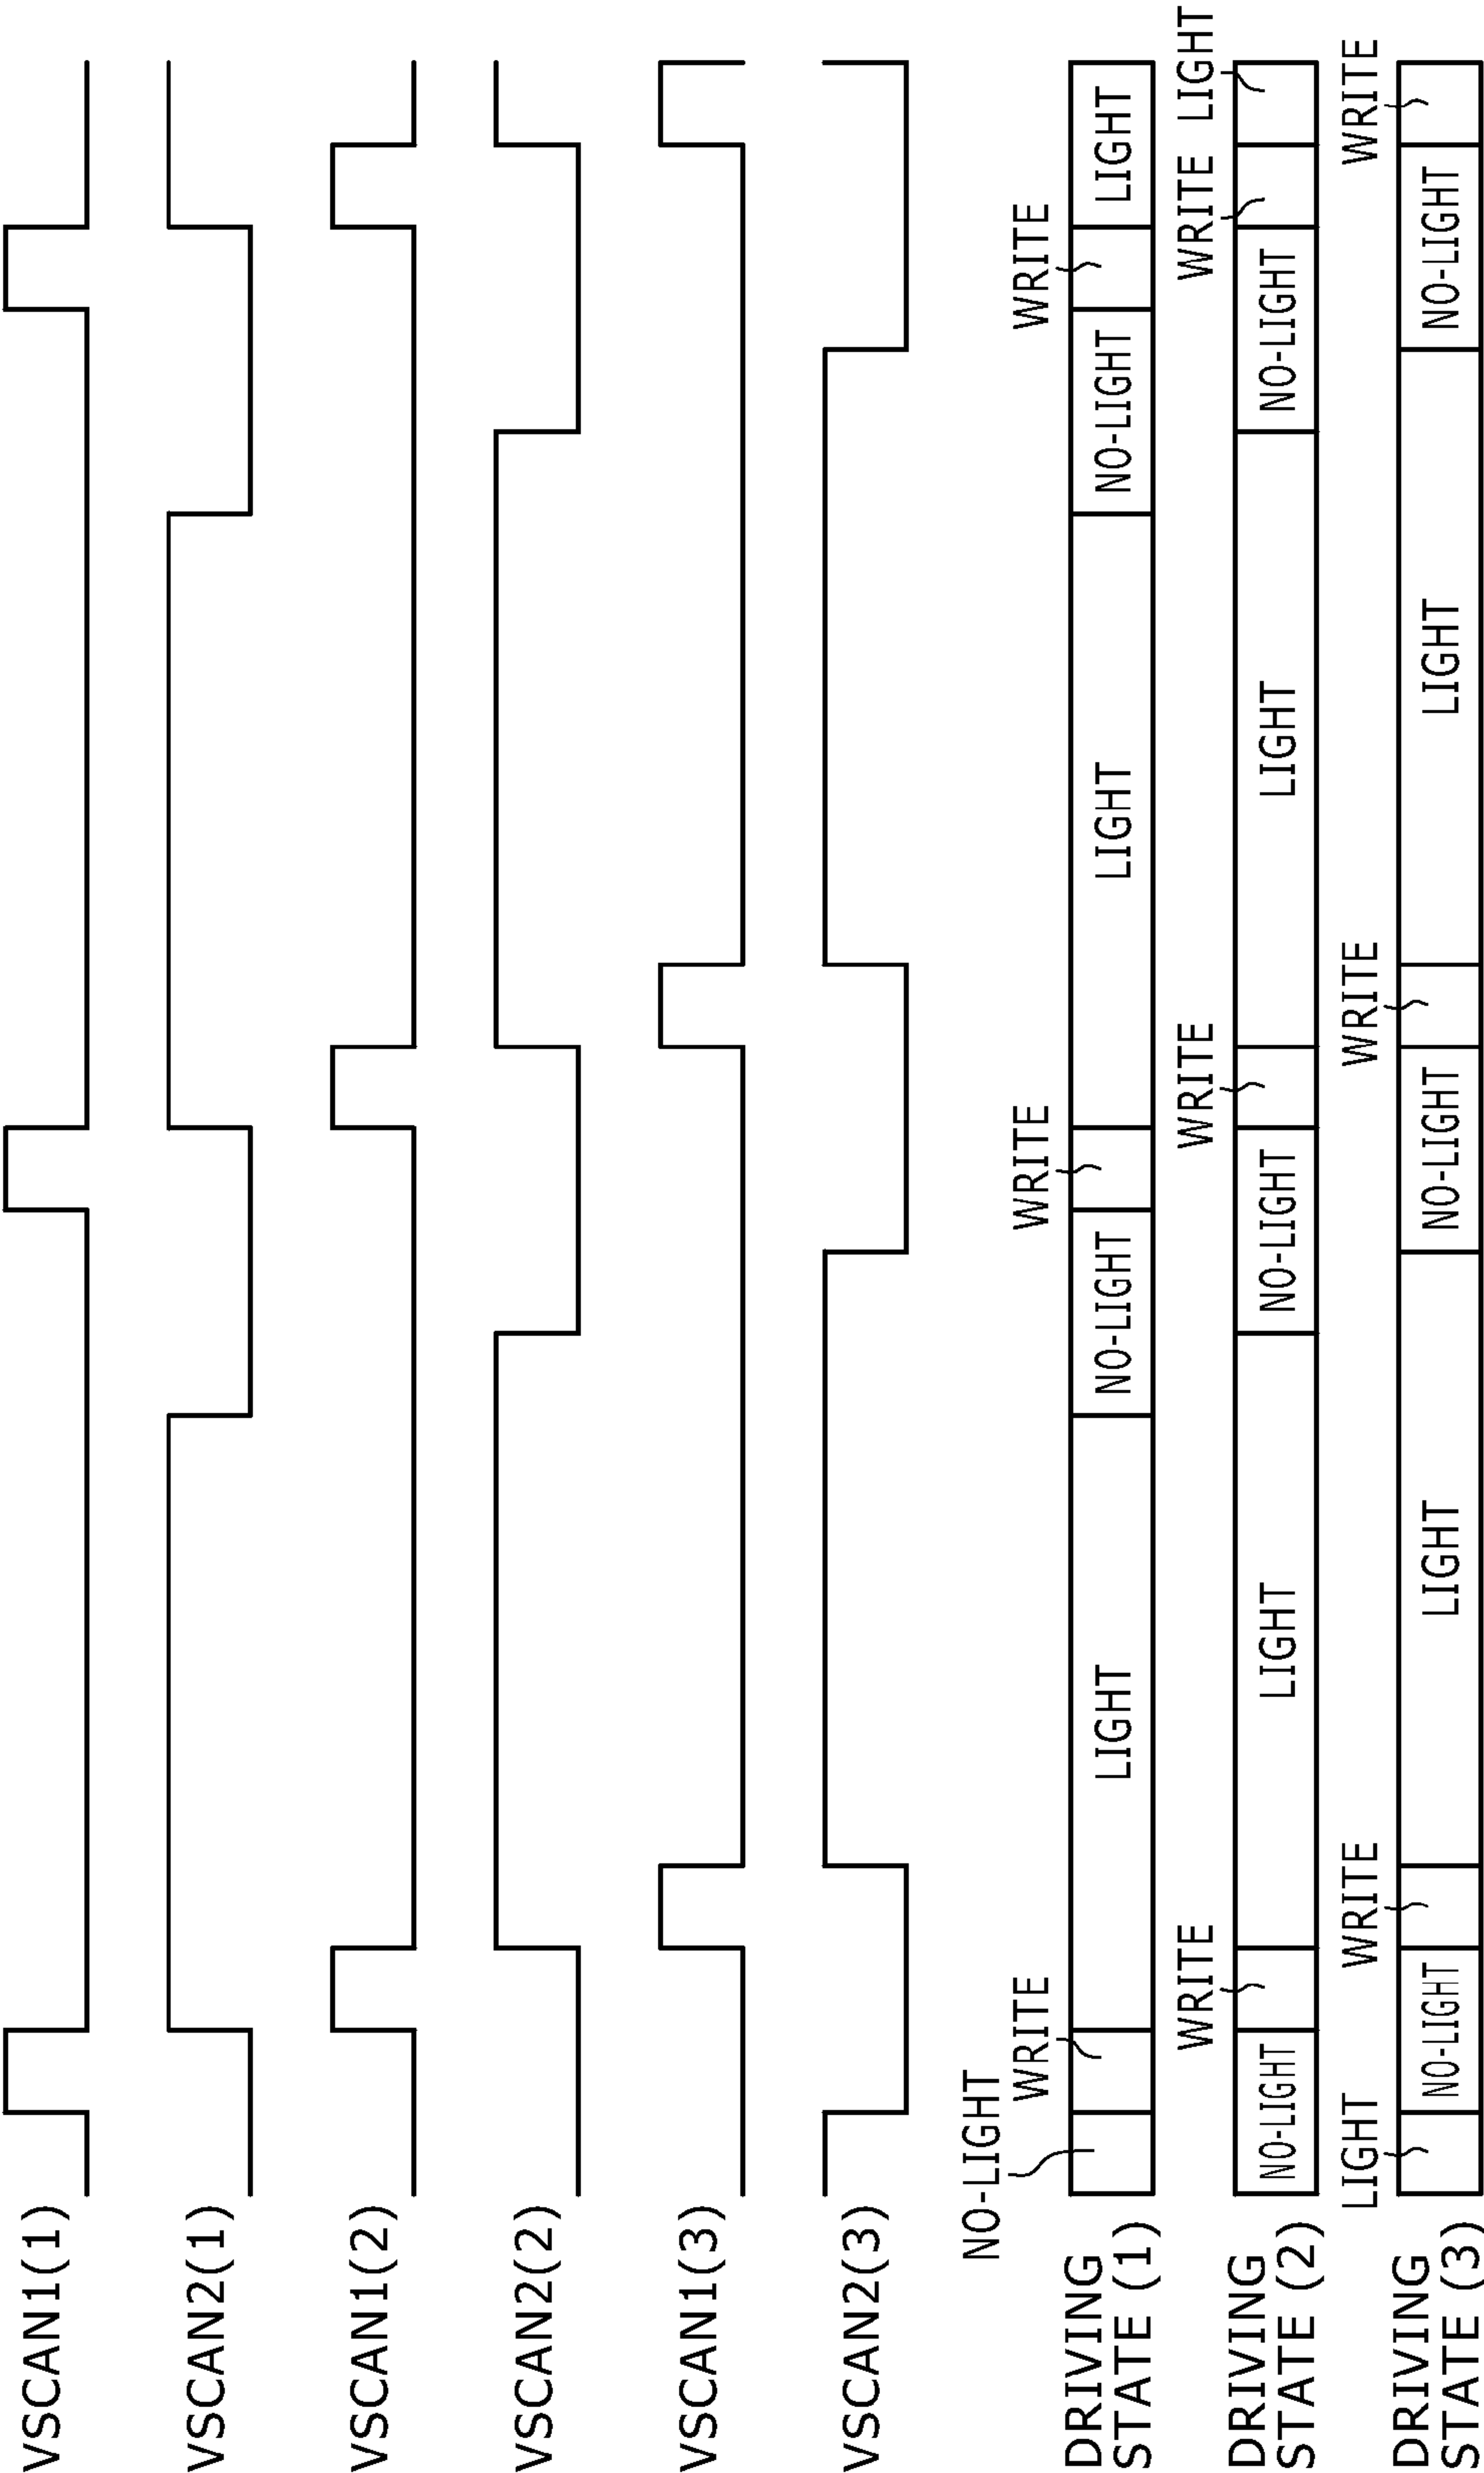 VSCAN1(1)
VSCAN2(1)
VSCAN1(2)
VSCAN2(2)
VSCAN1(3)
VSCAN2(3)
NO-LIGHT
WRITE WRITE WRITE
DRIVING
STATE (1)
LIGHT NO-LIGHT LIGHT NO-LIGHT LIGHT
WRITE WRITE WRITE LIGHT
DRIVING
STATE (2)
NO-LIGHT LIGHT NO-LIGHT LIGHT NO-LIGHT
LIGHT WRITE WRITE WRITE
DRIVING
STATE (3)
NO-LIGHT LIGHT NO-LIGHT LIGHT NO-LIGHT